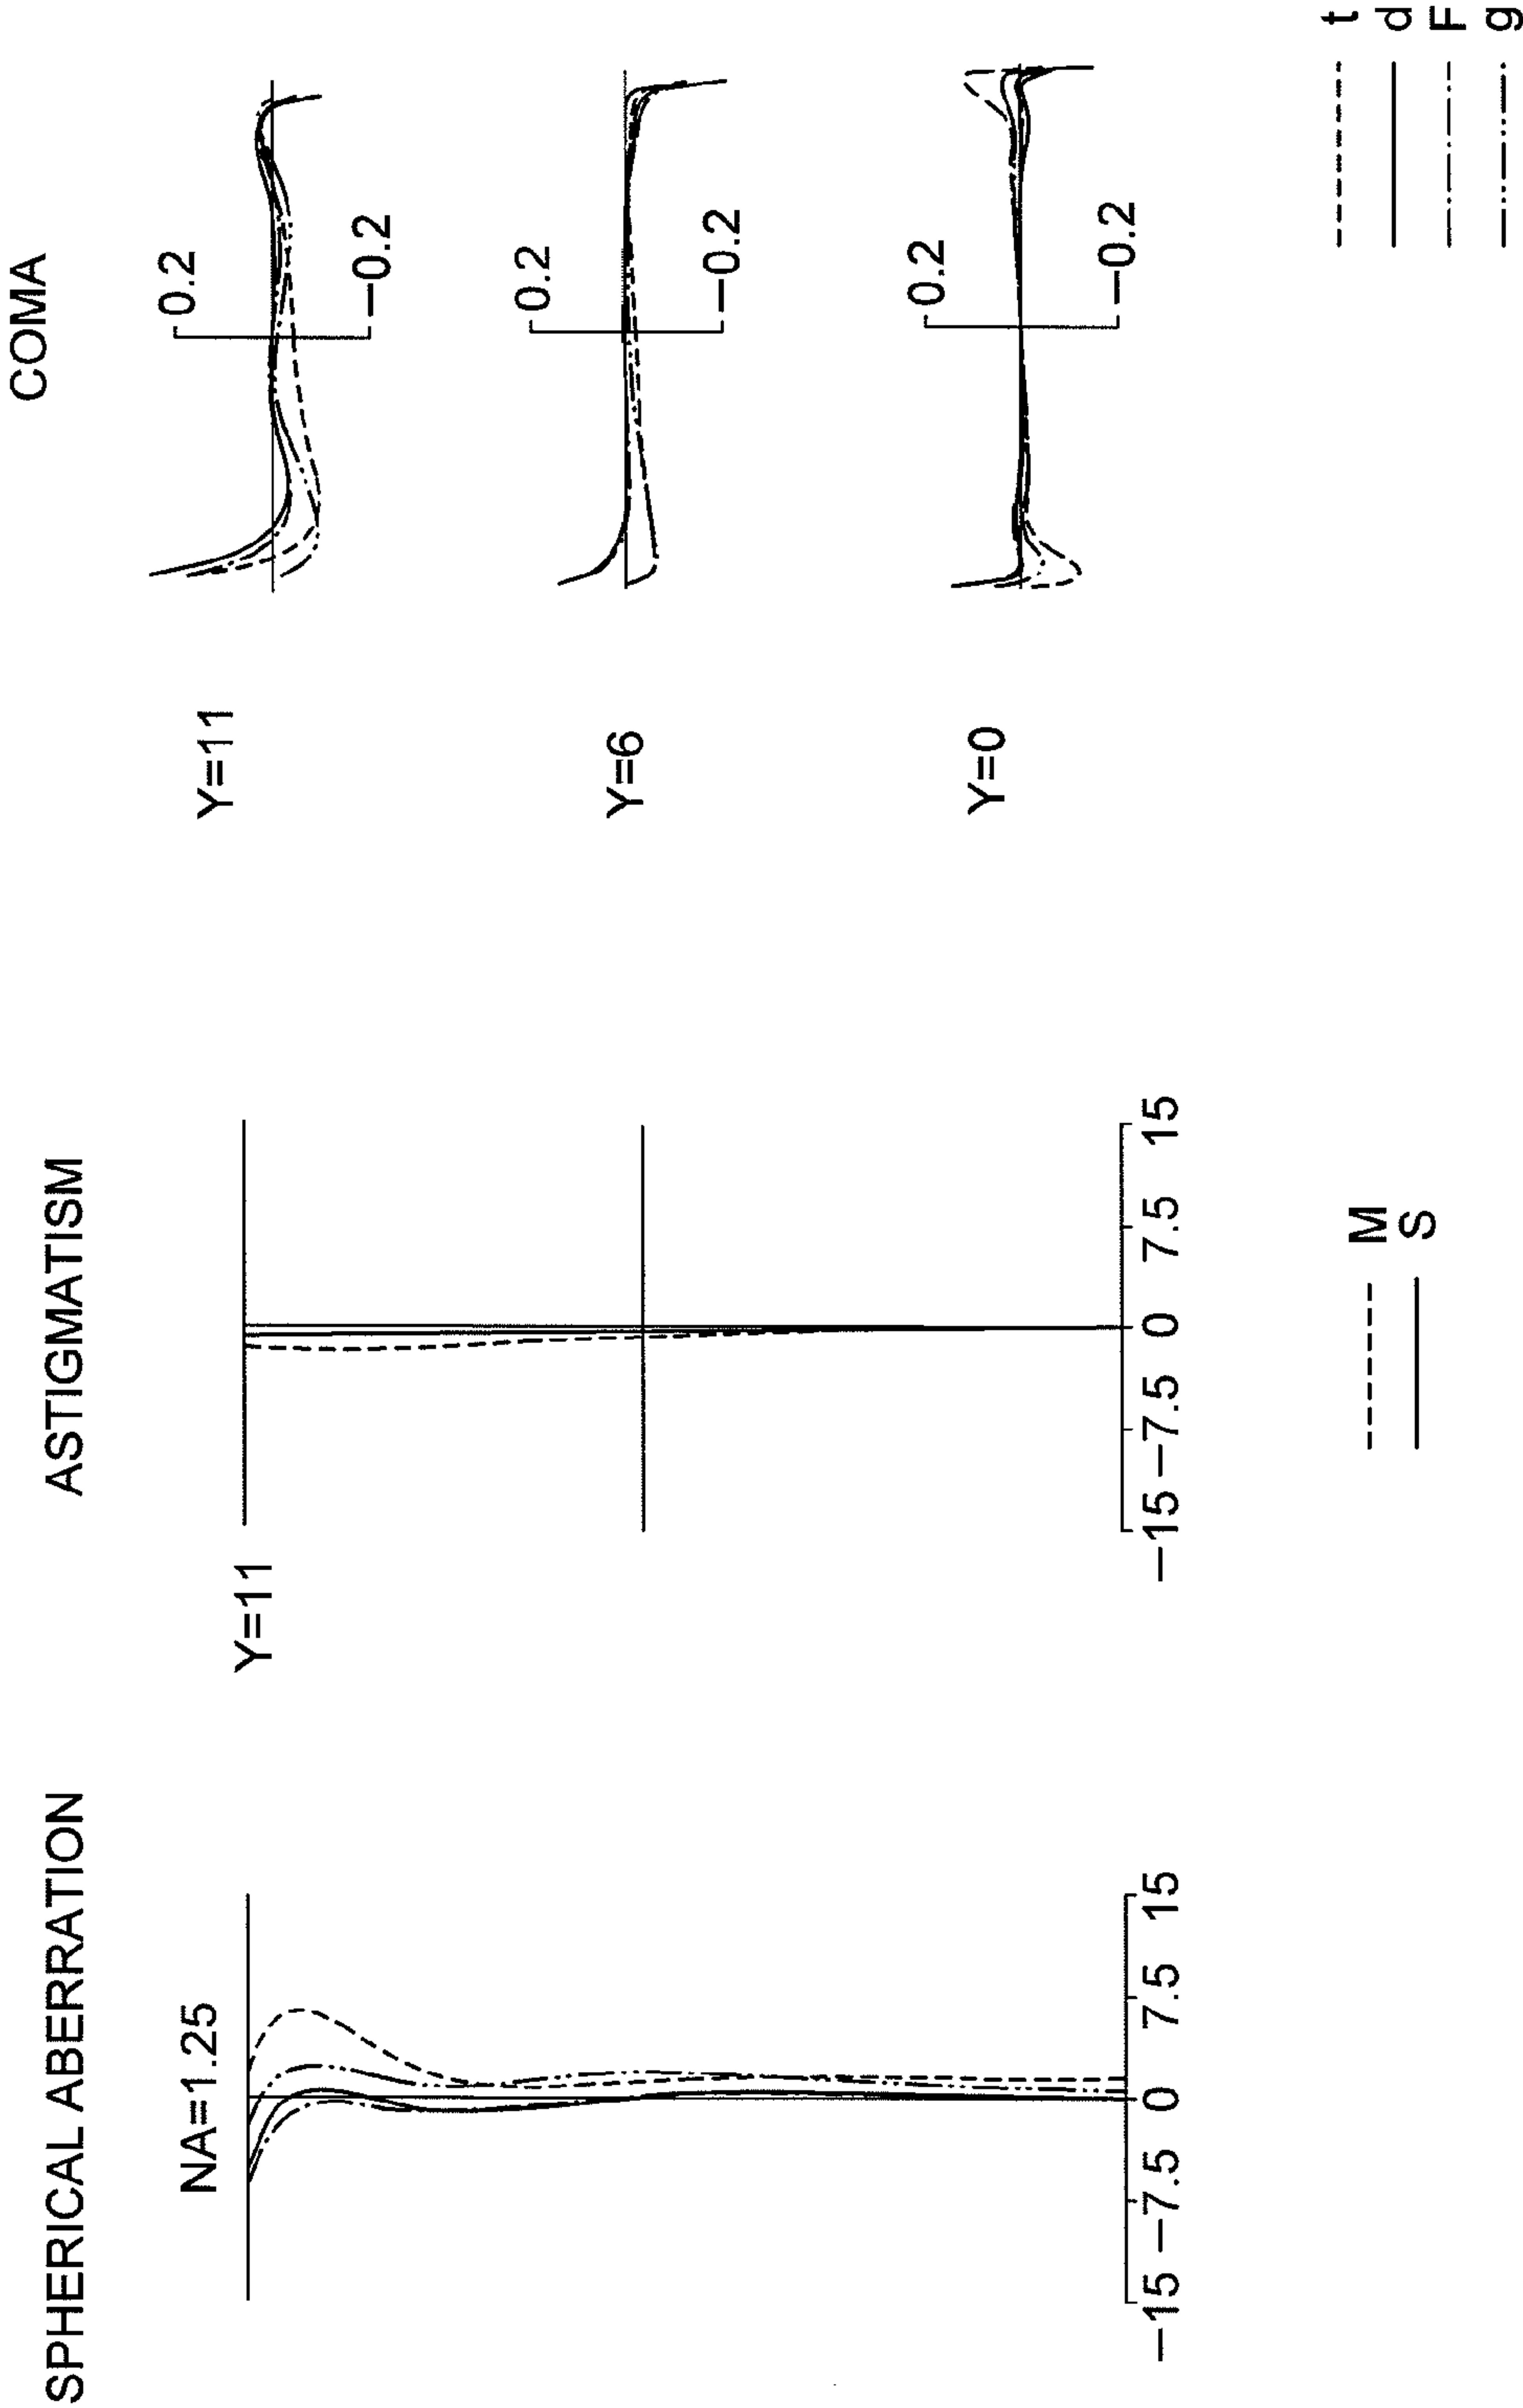 SPHERICAL ABERRATION
NA=1.25
−15 −7.5 0 7.5 15
ASTIGMATISM
Y=11
−15 −7.5 0 7.5 15
M
S
COMA
Y=11
0.2
−0.2
Y=6
0.2
−0.2
Y=0
0.2
−0.2
t
d
F
g